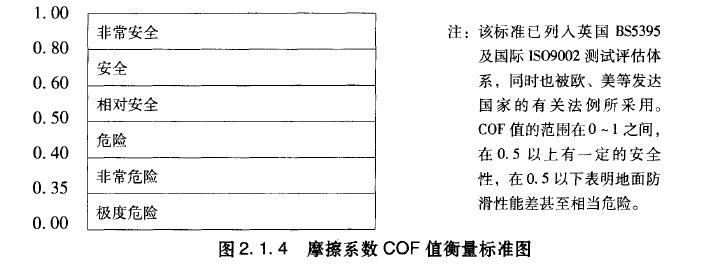 1. 00
非常安全
0. 80
安全
0. 60
相对安全
0. 50
危险
0. 40
非常危险
0. 35
极度危险
0. 00
注：该标准已列入英国 BS5395
及国际 ISO9002 测试评估体
系，同时也被欧、美等发达
国家的有关法例所采用。
COF 值的范围在 0 ~ 1 之间，
在 0. 5 以上有一定的安全
性，在 0. 5 以下表明地面防
滑性能差甚至相当危险。
图 2. 1. 4 摩擦系数 COF 值衡量标准图